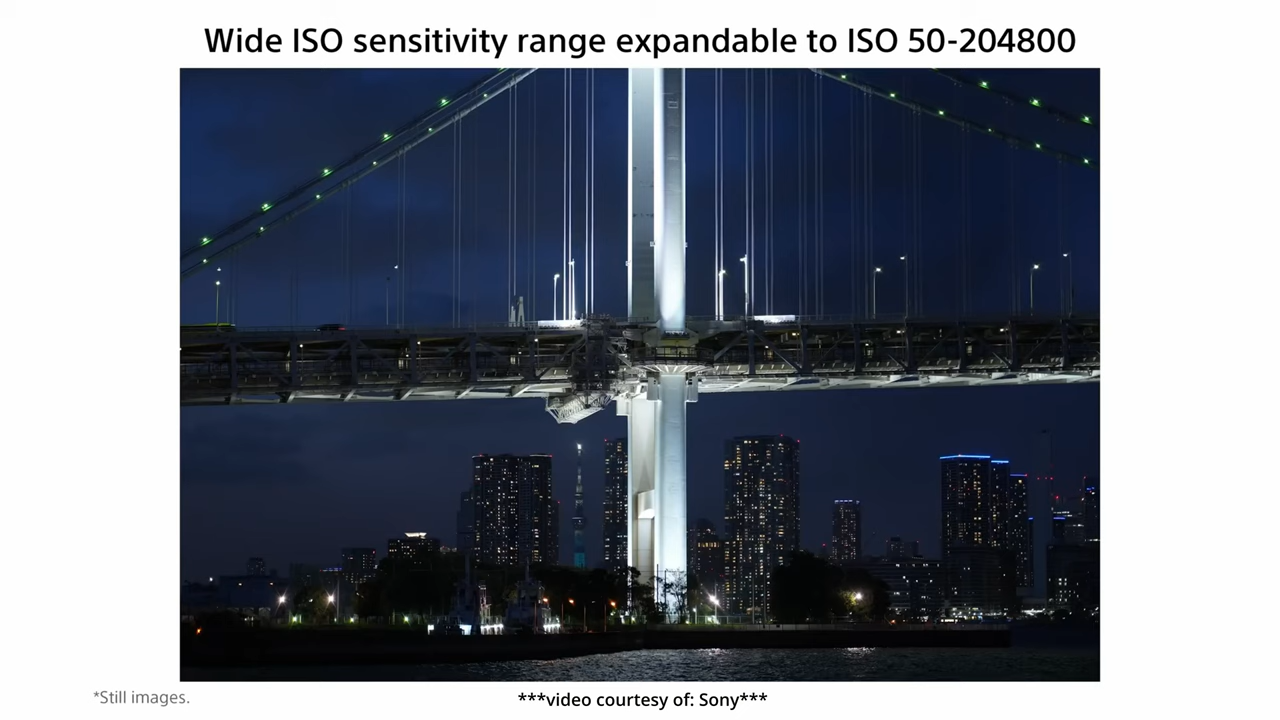 Wide ISO sensitivity range expandable to ISO 50-204800
*Still images.
***video courtesy of: Sony***